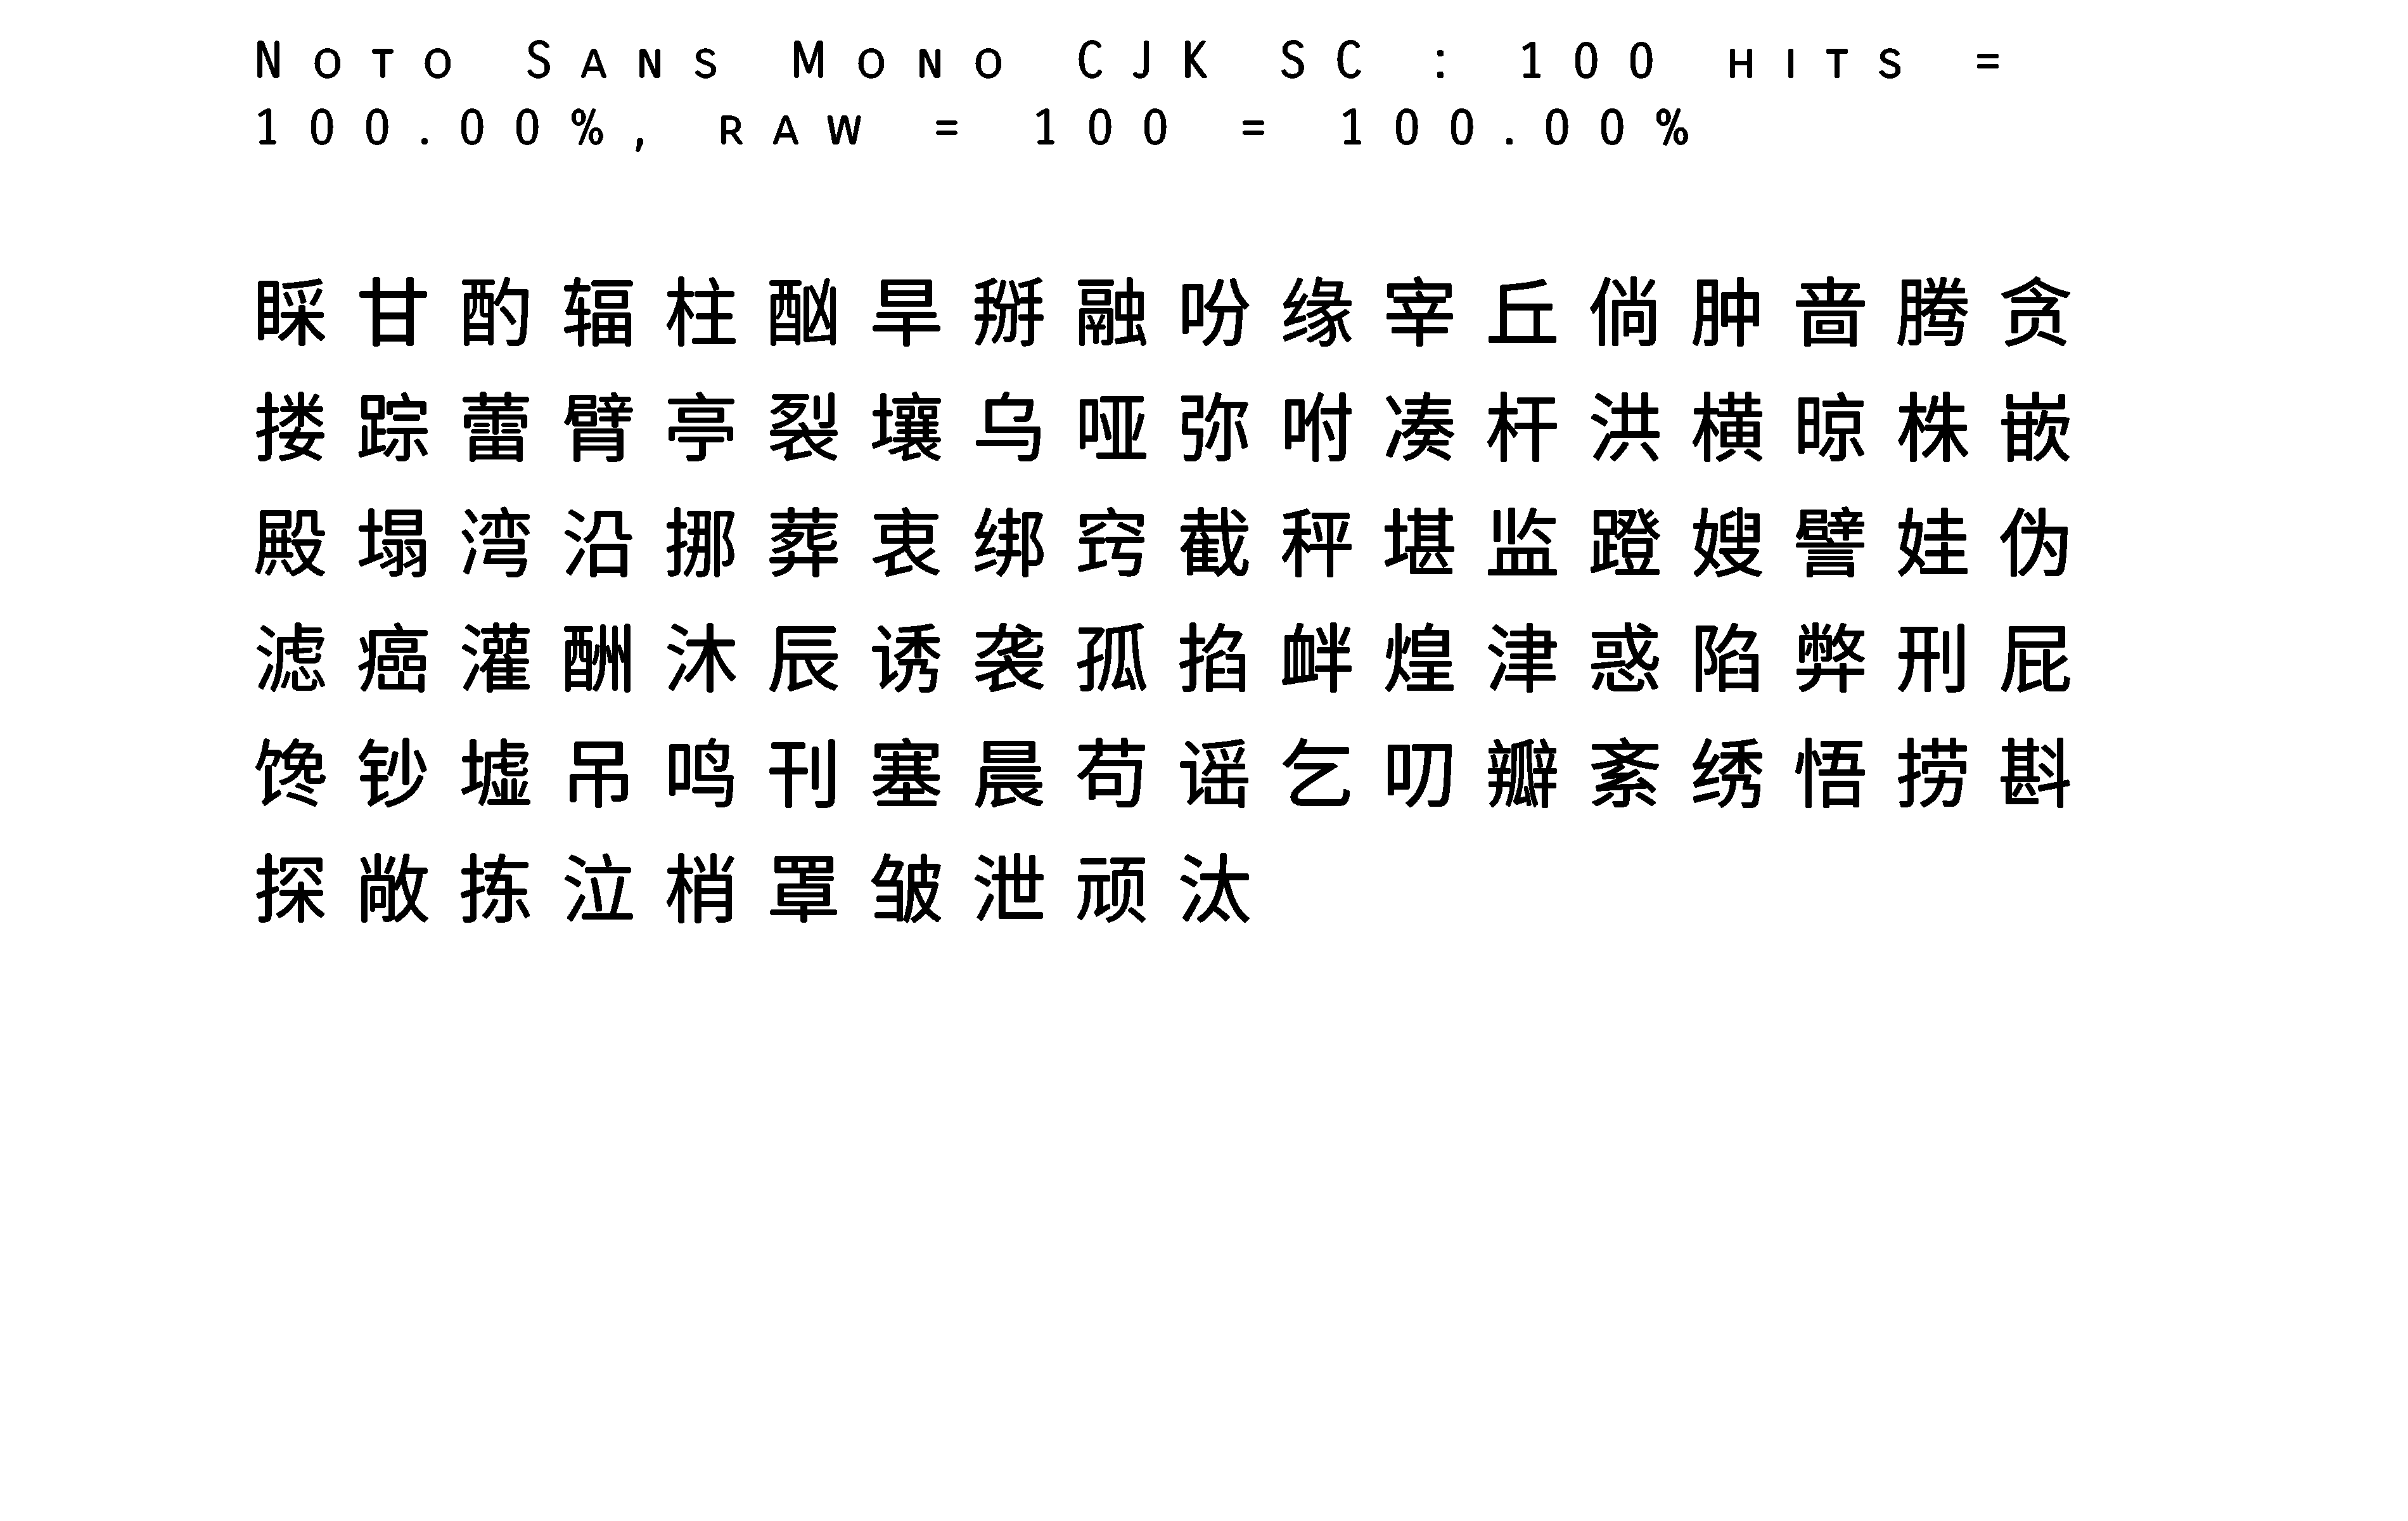 Noto Sans Mono CJK SC : 100 hits =
100.00%, raw = 100 = 100.00%
睬甘酌辐柱酗旱掰融吩缘宰丘倘肿啬腾贪
搂踪蕾臂亭裂壤乌哑弥咐凑杆洪横晾株嵌
殿塌湾沿挪葬衷绑窍截秤堪监蹬嫂譬娃伪
滤癌灌酬沐辰诱袭孤掐衅煌津惑陷弊刑屁
馋钞墟吊鸣刊塞晨苟谣乞叨瓣紊绣悟捞斟
探敞拣泣梢罩皱泄顽汰